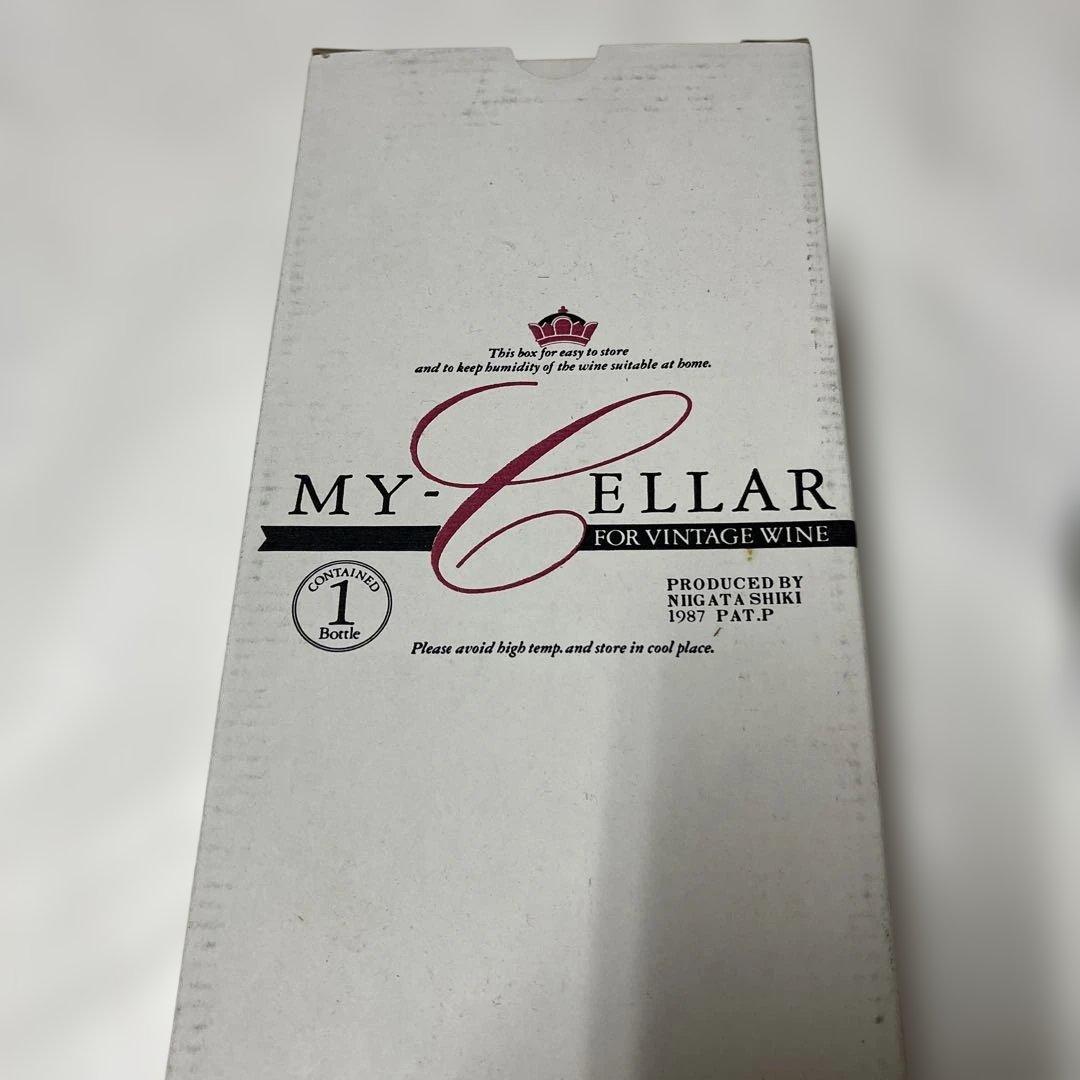 This box for easy to store
and to keep humidity of the wine suitable at home.
MY-CELLAR
FOR VINTAGE WINE
CONTAINED
1
Bottle
PRODUCED BY
NIIGATA SHIKI
1987 PAT.P
Please avoid high temp.and store in cool place.